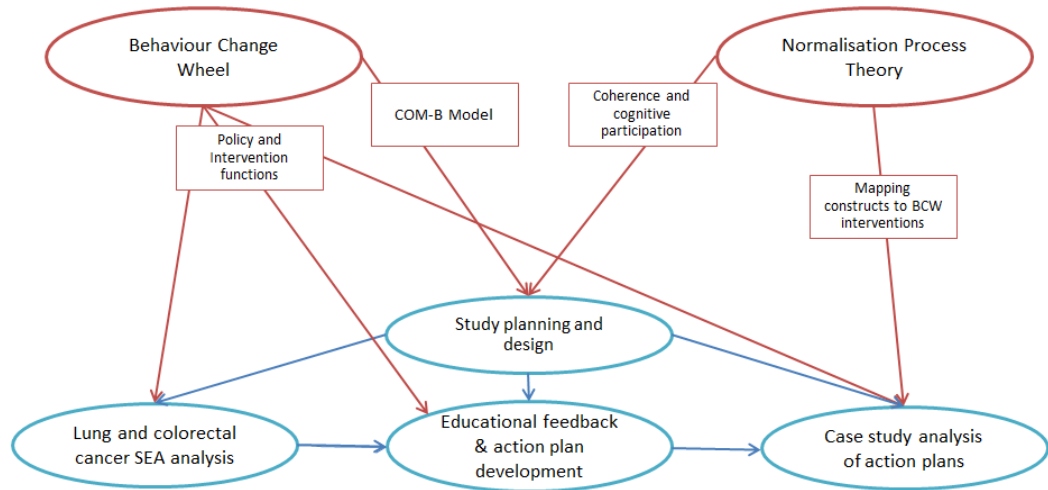 Behaviour Change
Wheel
Normalisation Process
Theory
COM-B Model
Coherence and
cognitive
participation
Policy and
Intervention
functions
Mapping
constructs to BCW
interventions
Study planning and
design
Lung and colorectal
cancer SEA analysis
Educational feedback
& action plan
development
Case study analysis
of action plans